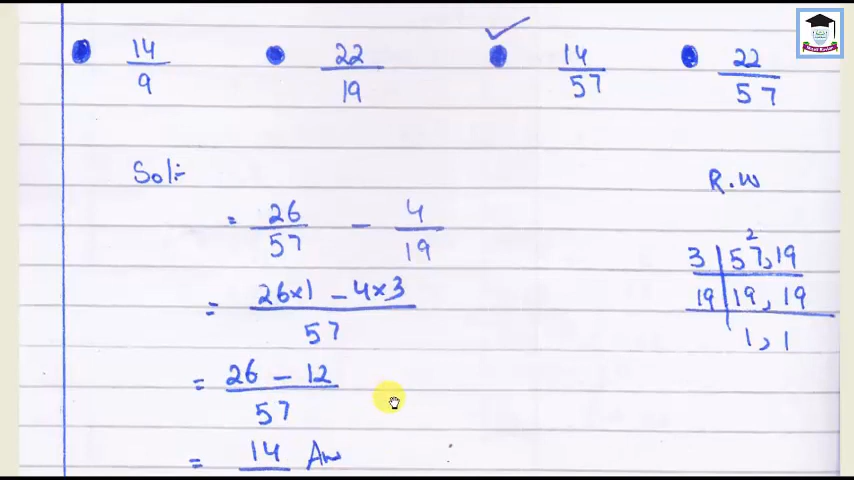 14/9 22/19 14/57 22/57
Sol:-
R.W
= 26/57 - 4/19
3 | 57, 19
2
= 26×1 - 4×3 / 57
19 | 19, 19
1, 1
= 26 - 12 / 57
= 14 Ans